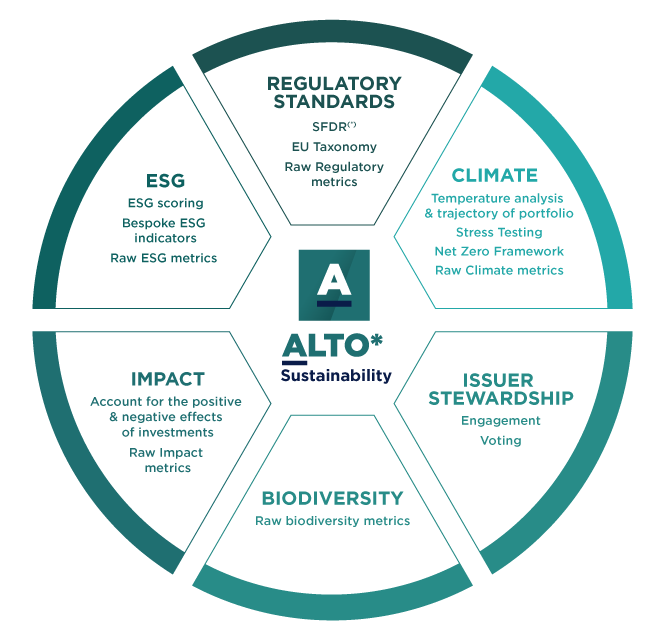 REGULATORY
STANDARDS
SFDR(*)
EU Taxonomy
Raw Regulatory
metrics
CLIMATE
Temperature analysis
& trajectory of portfolio
Stress Testing
Net Zero Framework
Raw Climate metrics
ESG
ESG scoring
Bespoke ESG
indicators
Raw ESG metrics
A
ALTO*
Sustainability
IMPACT
Account for the positive
& negative effects
of investments
Raw Impact
metrics
ISSUER
STEWARDSHIP
Engagement
Voting
BIODIVERSITY
Raw biodiversity metrics